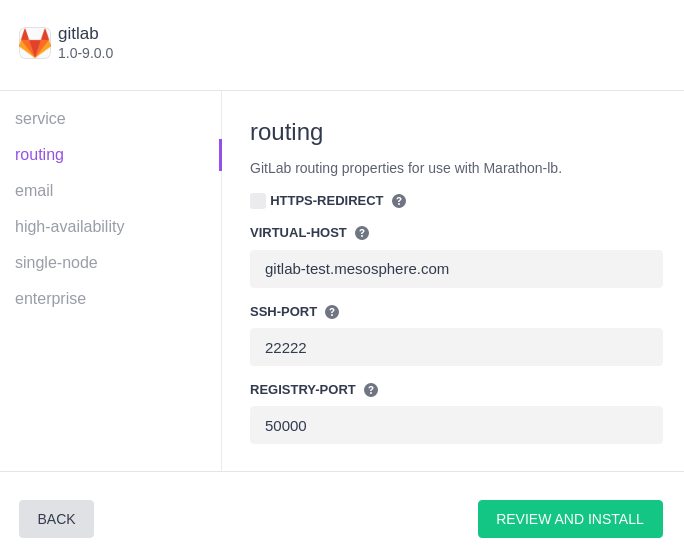 gitlab
1.0-9.0.0
service
routing
email
high-availability
single-node
enterprise
routing
GitLab routing properties for use with Marathon-lb.
HTTPS-REDIRECT ?
VIRTUAL-HOST ?
gitlab-test.mesosphere.com
SSH-PORT ?
22222
REGISTRY-PORT ?
50000
BACK
REVIEW AND INSTALL